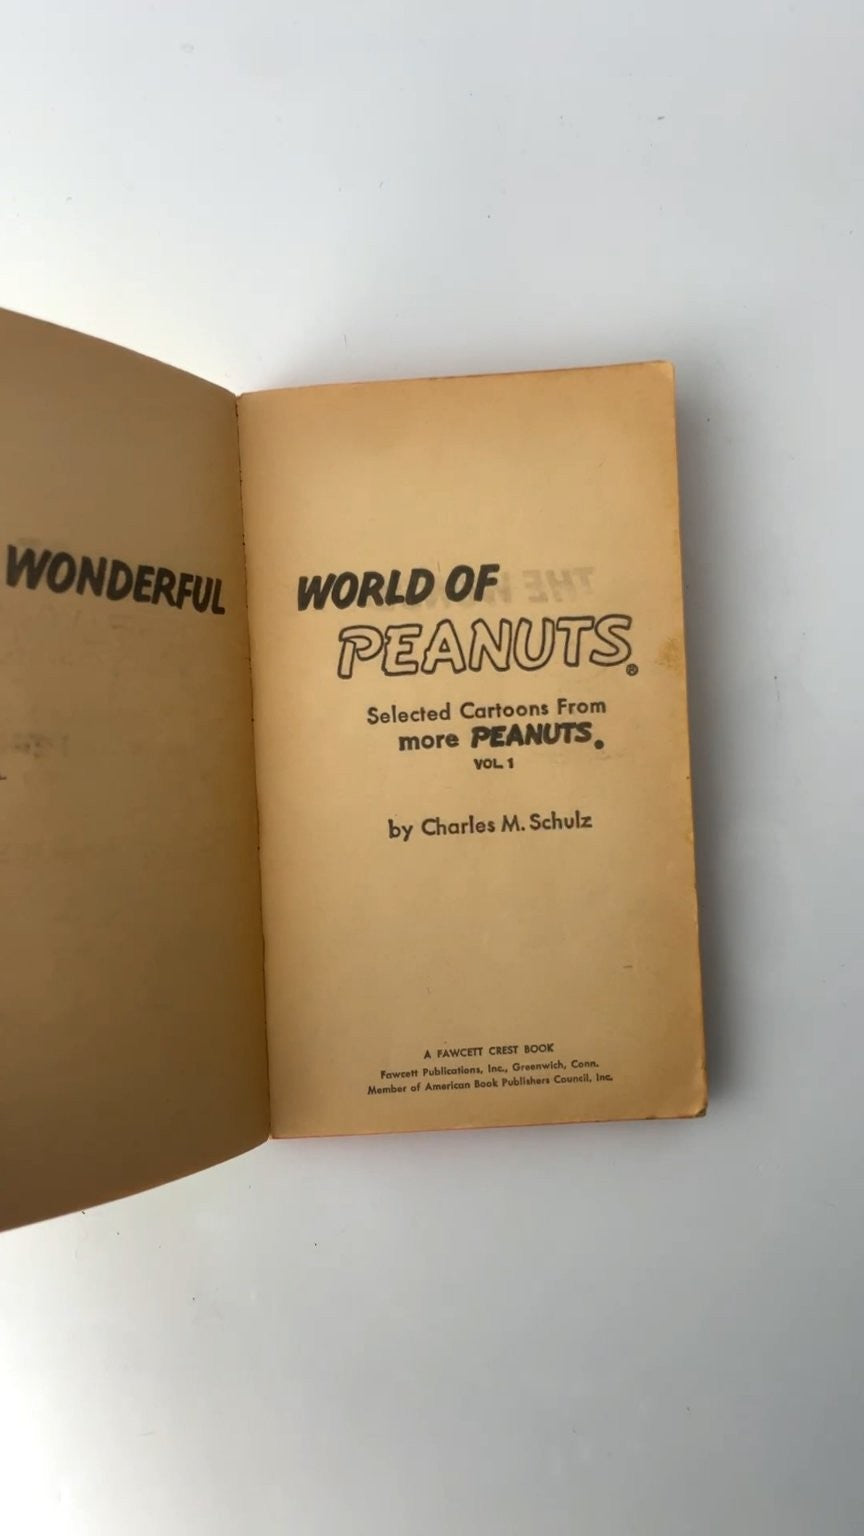 WONDERFUL WORLD OF
PEANUTS®
Selected Cartoons From
more PEANUTS®
VOL. 1
by Charles M. Schulz
A FAWCETT CREST BOOK
Fawcett Publications, Inc., Greenwich, Conn.
Member of American Book Publishers Council, Inc.